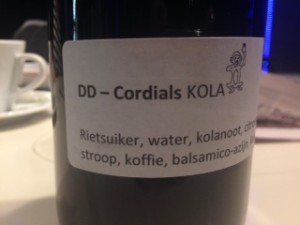 DD – Cordials KOLA
Rietsuiker, water, kolanoot,
stroop, koffie, balsamico-azijn,